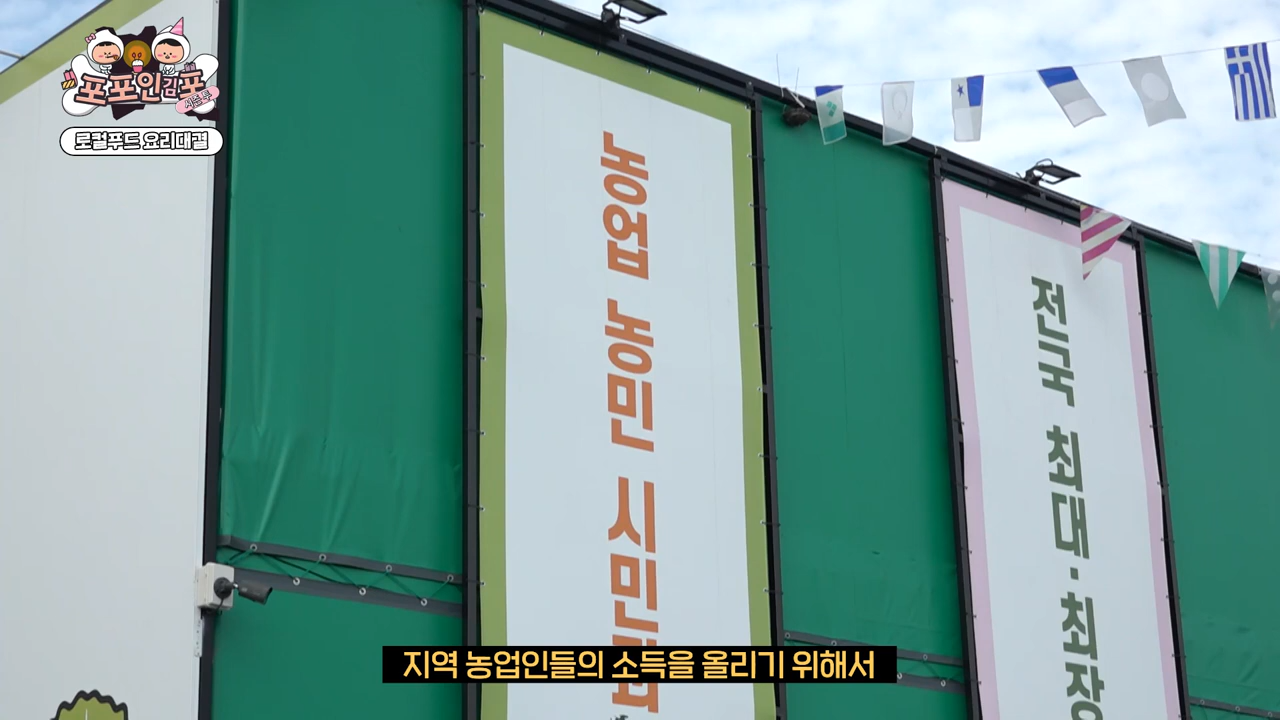 포포인김포
시즌투
로컬푸드 요리대결
농업 농민 시민
전국 최대·최장
지역 농업인들의 소득을 올리기 위해서